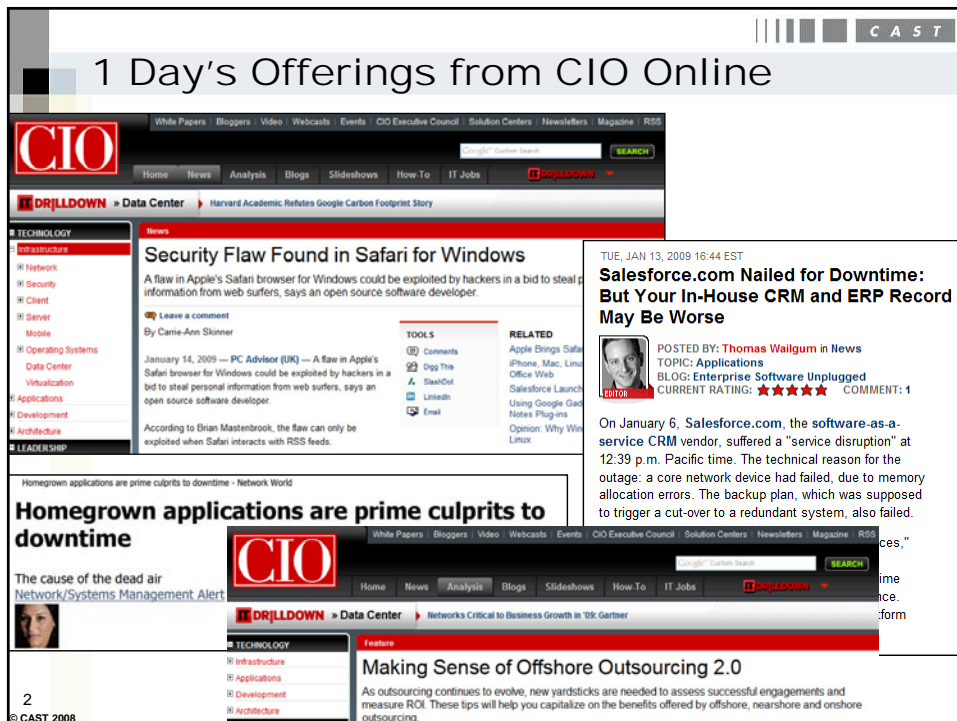 C A S T
1 Day's Offerings from CIO Online
White Papers | Bloggers | Video | Webcasts | Events | CIO Executive Council | Solution Centers | Newsletters | Magazine | RSS
CIO
Google Custom Search SEARCH
Home News Analysis Blogs Slideshows How-To IT Jobs IT DRILLDOWN
IT DRILLDOWN » Data Center Harvard Academic Refutes Google Carbon Footprint Story
TECHNOLOGY
Infrastructure
Network
Security
Client
Server
Mobile
Operating Systems
Data Center
Virtualization
Applications
Development
Architecture
LEADERSHIP
News
Security Flaw Found in Safari for Windows
A flaw in Apple's Safari browser for Windows could be exploited by hackers in a bid to steal p
information from web surfers, says an open source software developer.
Leave a comment
By Carrie-Ann Skinner
January 14, 2009 — PC Advisor (UK) — A flaw in Apple's
Safari browser for Windows could be exploited by hackers in a
bid to steal personal information from web surfers, says an
open source software developer.
According to Brian Mastenbrook, the flaw can only be
exploited when Safari interacts with RSS feeds.
TOOLS
Comments
Digg This
SlashDot
LinkedIn
Email
RELATED
Apple Brings Safar
iPhone, Mac, Linu
Office Web
Salesforce Launch
Using Google Gad
Notes Plug-ins
Opinion: Why Win
Linux
TUE, JAN 13, 2009 16:44 EST
Salesforce.com Nailed for Downtime:
But Your In-House CRM and ERP Record
May Be Worse
EDITOR
POSTED BY: Thomas Wailgum in News
TOPIC: Applications
BLOG: Enterprise Software Unplugged
CURRENT RATING: ★★★★★ COMMENT: 1
On January 6, Salesforce.com, the software-as-a-
service CRM vendor, suffered a "service disruption" at
12:39 p.m. Pacific time. The technical reason for the
outage: a core network device had failed, due to memory
allocation errors. The backup plan, which was supposed
to trigger a cut-over to a redundant system, also failed.
ces,"
ime
nce.
tform
Homegrown applications are prime culprits to downtime - Network World
Homegrown applications are prime culprits to
downtime
The cause of the dead air
Network/Systems Management Alert
White Papers | Bloggers | Video | Webcasts | Events | CIO Executive Council | Solution Centers | Newsletters | Magazine | RSS
CIO
Google Custom Search SEARCH
Home News Analysis Blogs Slideshows How-To IT Jobs IT DRILLDOWN
IT DRILLDOWN » Data Center Networks Critical to Business Growth in '09: Gartner
TECHNOLOGY
Infrastructure
Applications
Development
Architecture
Feature
Making Sense of Offshore Outsourcing 2.0
As outsourcing continues to evolve, new yardsticks are needed to assess successful engagements and
measure ROI. These tips will help you capitalize on the benefits offered by offshore, nearshore and onshore
outsourcing.
2
© CAST 2008